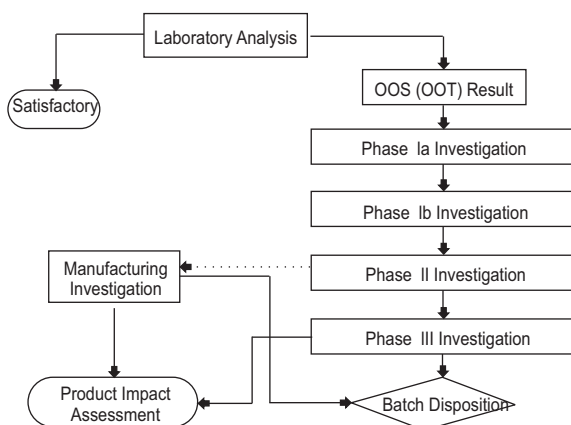 Laboratory Analysis
Satisfactory
OOS (OOT) Result
Phase Ia Investigation
Phase Ib Investigation
Manufacturing
Investigation
Phase II Investigation
Phase III Investigation
Product Impact
Assessment
Batch Disposition